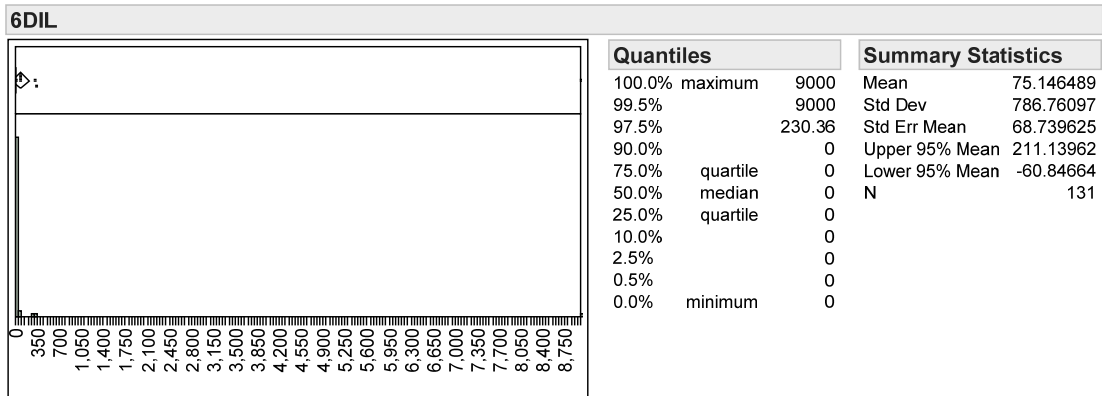 6DIL
0
350
700
1,050
1,400
1,750
2,100
2,450
2,800
3,150
3,500
3,850
4,200
4,550
4,900
5,250
5,600
5,950
6,300
6,650
7,000
7,350
7,700
8,050
8,400
8,750
Quantiles
100.0% maximum 9000
99.5% 9000
97.5% 230.36
90.0% 0
75.0% quartile 0
50.0% median 0
25.0% quartile 0
10.0% 0
2.5% 0
0.5% 0
0.0% minimum 0
Summary Statistics
Mean 75.146489
Std Dev 786.76097
Std Err Mean 68.739625
Upper 95% Mean 211.13962
Lower 95% Mean -60.84664
N 131